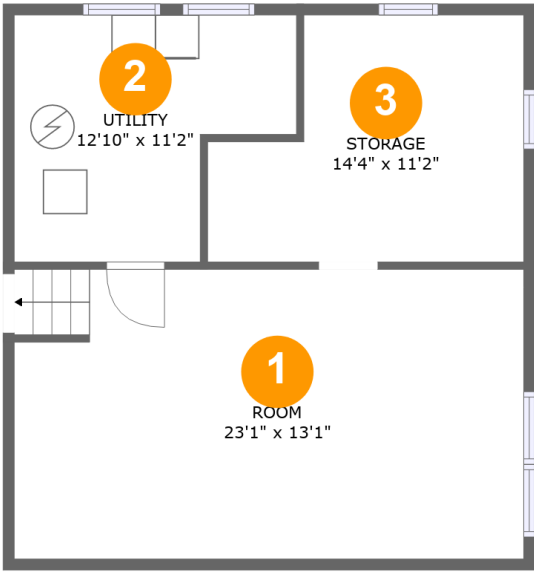 2
UTILITY
12'10" x 11'2"
3
STORAGE
14'4" x 11'2"
1
ROOM
23'1" x 13'1"